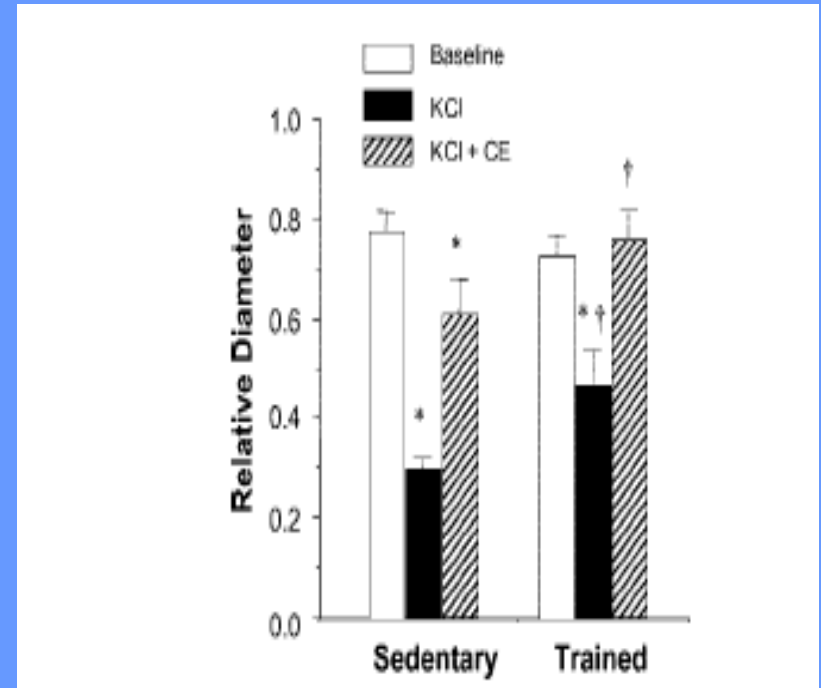 Baseline
KCl
KCl + CE
1.0
0.8
0.6
0.4
0.2
0.0
Relative Diameter
*
*
* †
†
Sedentary
Trained